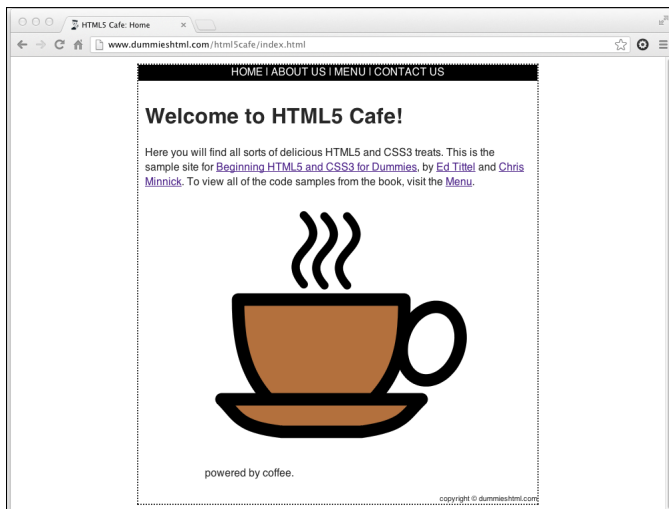 HTML5 Cafe: Home
www.dummieshtml.com/html5cafe/index.html
HOME | ABOUT US | MENU | CONTACT US
Welcome to HTML5 Cafe!
Here you will find all sorts of delicious HTML5 and CSS3 treats. This is the
sample site for Beginning HTML5 and CSS3 for Dummies, by Ed Tittel and Chris
Minnick. To view all of the code samples from the book, visit the Menu.
powered by coffee.
copyright © dummieshtml.com